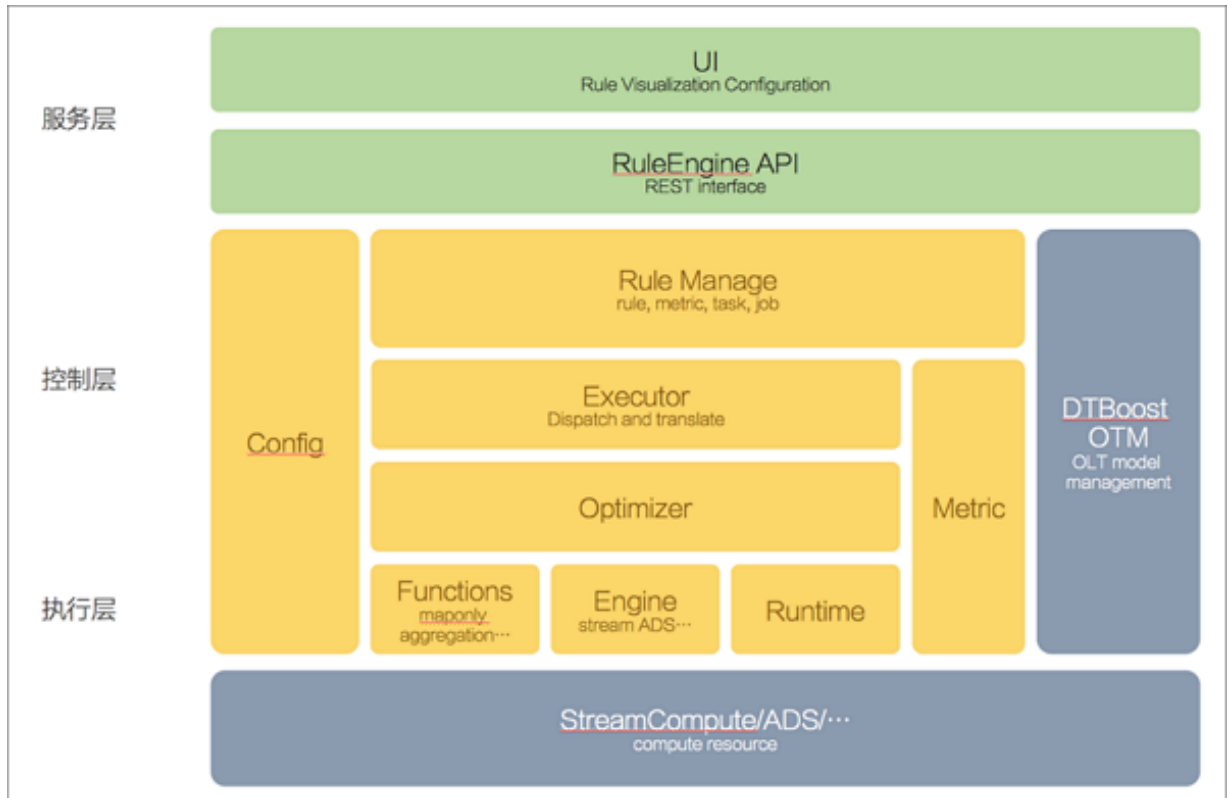 UI
Rule Visualization Configuration
服务层
RuleEngine API
REST interface
Rule Manage
rule, metric, task, job
控制层
Executor
Dispatch and translate
Config
DTBoost
OTM
OLT model
management
Optimizer
Metric
执行层
Functions
maponly
aggregation…
Engine
stream ADS…
Runtime
StreamCompute/ADS/…
compute resource